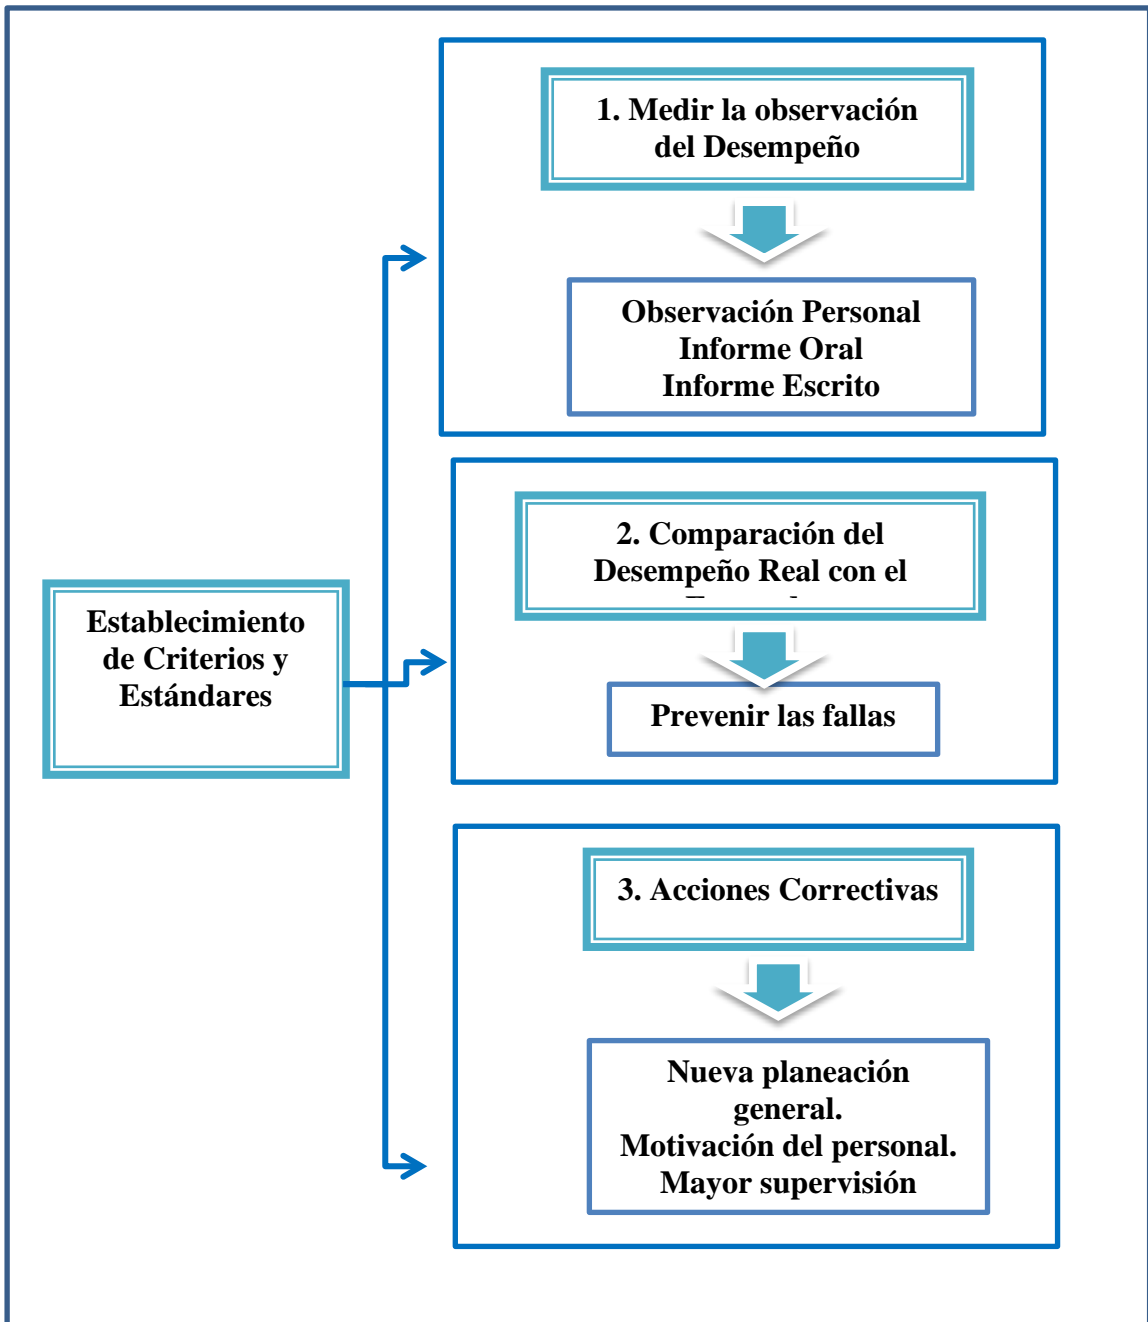 1. Medir la observación
del Desempeño
Observación Personal
Informe Oral
Informe Escrito
Establecimiento
de Criterios y
Estándares
2. Comparación del
Desempeño Real con el
Prevenir las fallas
3. Acciones Correctivas
Nueva planeación
general.
Motivación del personal.
Mayor supervisión